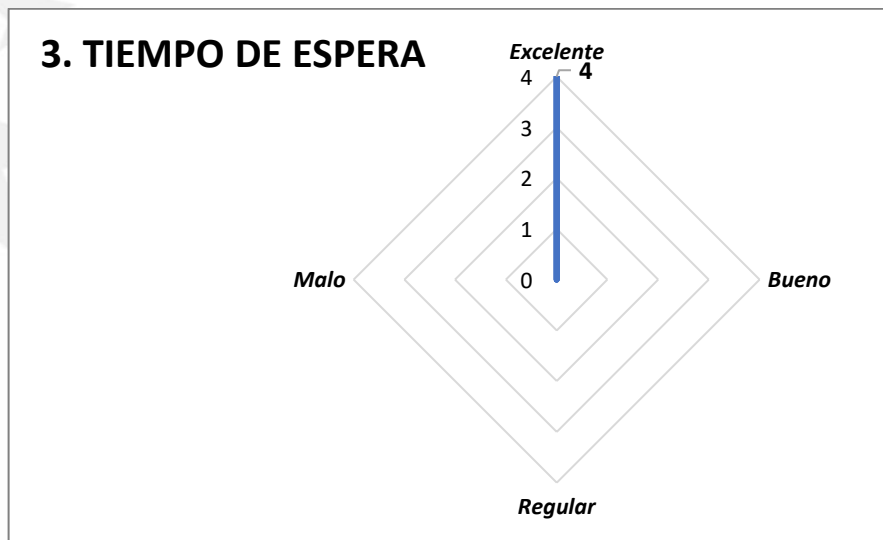 3. TIEMPO DE ESPERA
Excelente
4
4
3
2
1
0
Malo
Bueno
Regular